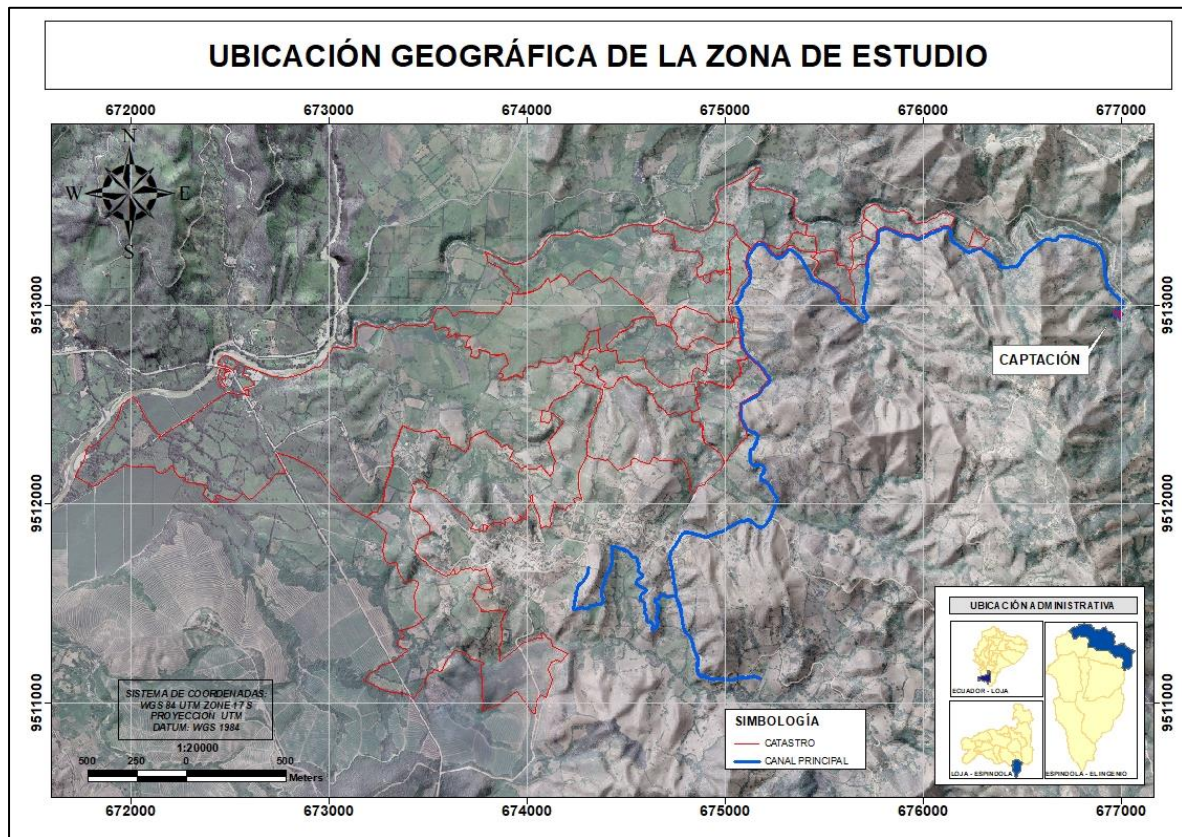 UBICACIÓN GEOGRÁFICA DE LA ZONA DE ESTUDIO
672000 673000 674000 675000 676000 677000
N
W E
S
9513000 9513000
CAPTACIÓN
9512000 9512000
UBICACIÓN ADMINISTRATIVA
ECUADOR - LOJA
LOJA - ESPINDOLA
ESPINDOLA - EL INGENIO
9511000 9511000
SISTEMA DE COORDENADAS:
WGS 84 UTM ZONE 17 S
PROYECCION UTM
DATUM: WGS 1984
1:20000
500 250 0 500
Meters
SIMBOLOGÍA
CATASTRO
CANAL PRINCIPAL
672000 673000 674000 675000 676000 677000